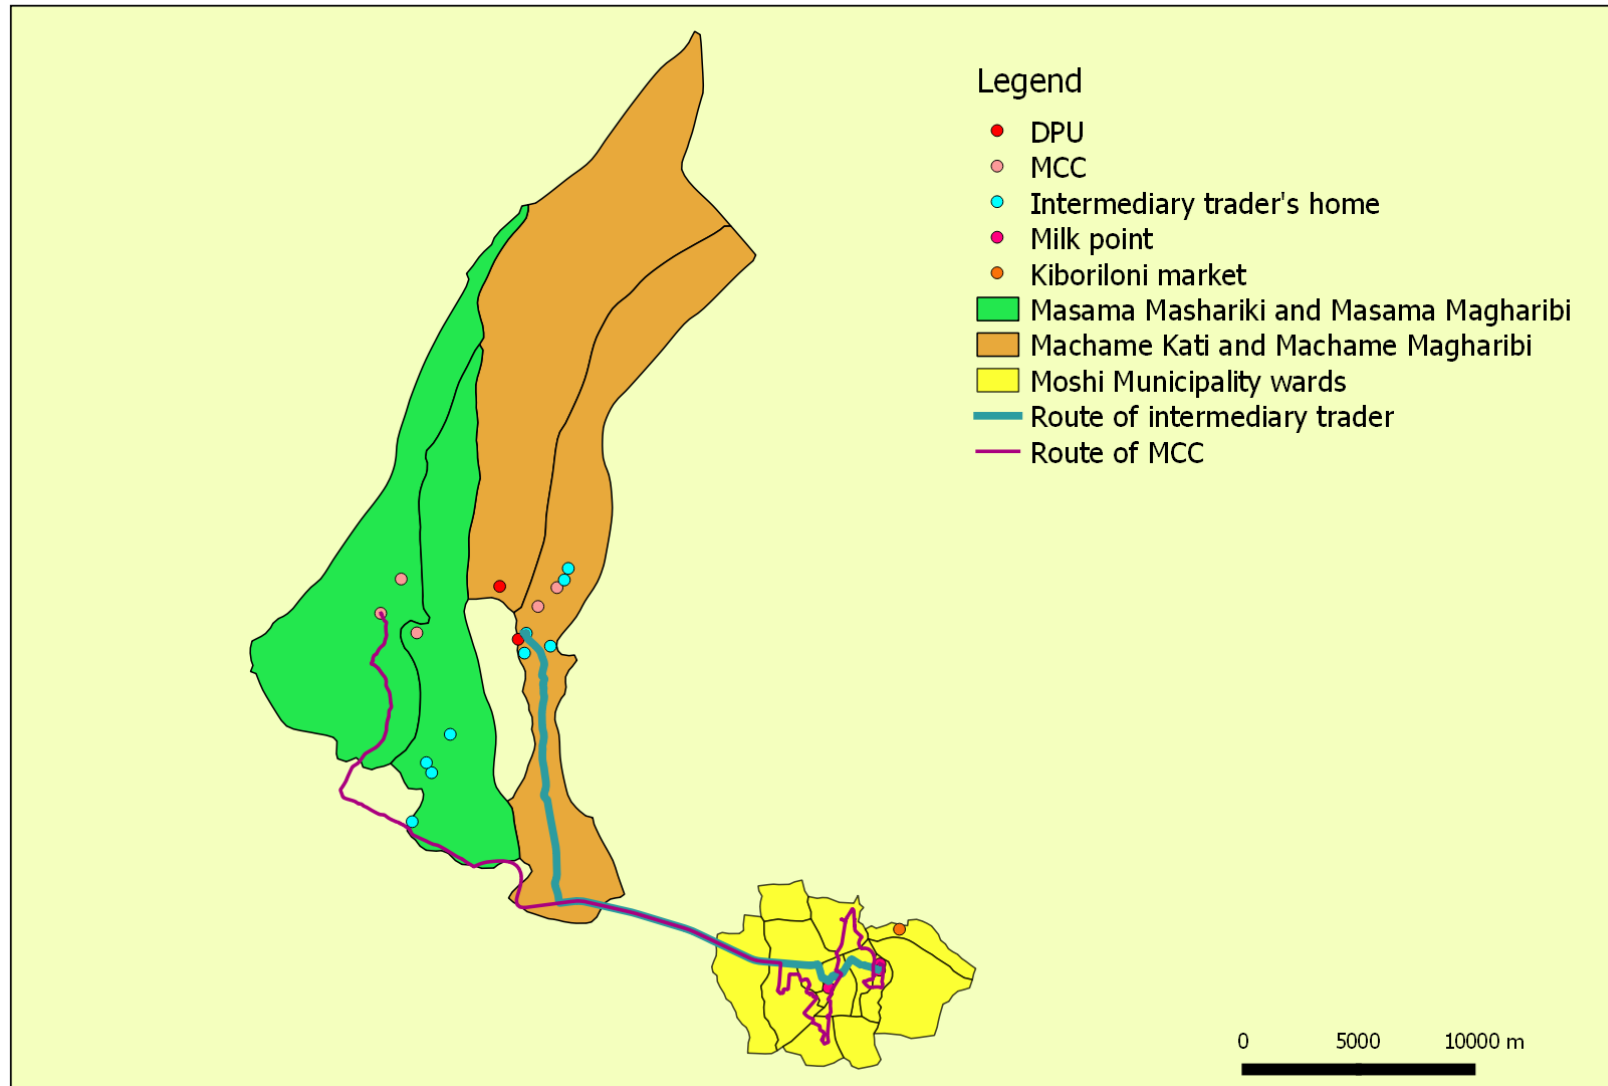 Legend
DPU
MCC
Intermediary trader's home
Milk point
Kiboriloni market
Masama Mashariki and Masama Magharibi
Machame Kati and Machame Magharibi
Moshi Municipality wards
Route of intermediary trader
Route of MCC
0 5000 10000 m